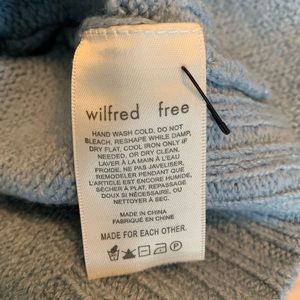 wilfred free
HAND WASH COLD, DO NOT
BLEACH, RESHAPE WHILE DAMP,
DRY FLAT, COOL IRON ONLY IF
NEEDED, OR DRY CLEAN.
LAVER À LA MAIN À L'EAU
FROIDE, NE PAS JAVELISER,
REMODELER PENDANT QUE
L'ARTICLE EST ENCORE HUMIDE,
SÉCHER À PLAT, REPASSAGE
DOUX SI NÉCESSAIRE, OU
NETTOYER À SEC.
MADE IN CHINA
FABRIQUÉ EN CHINE
MADE FOR EACH OTHER.